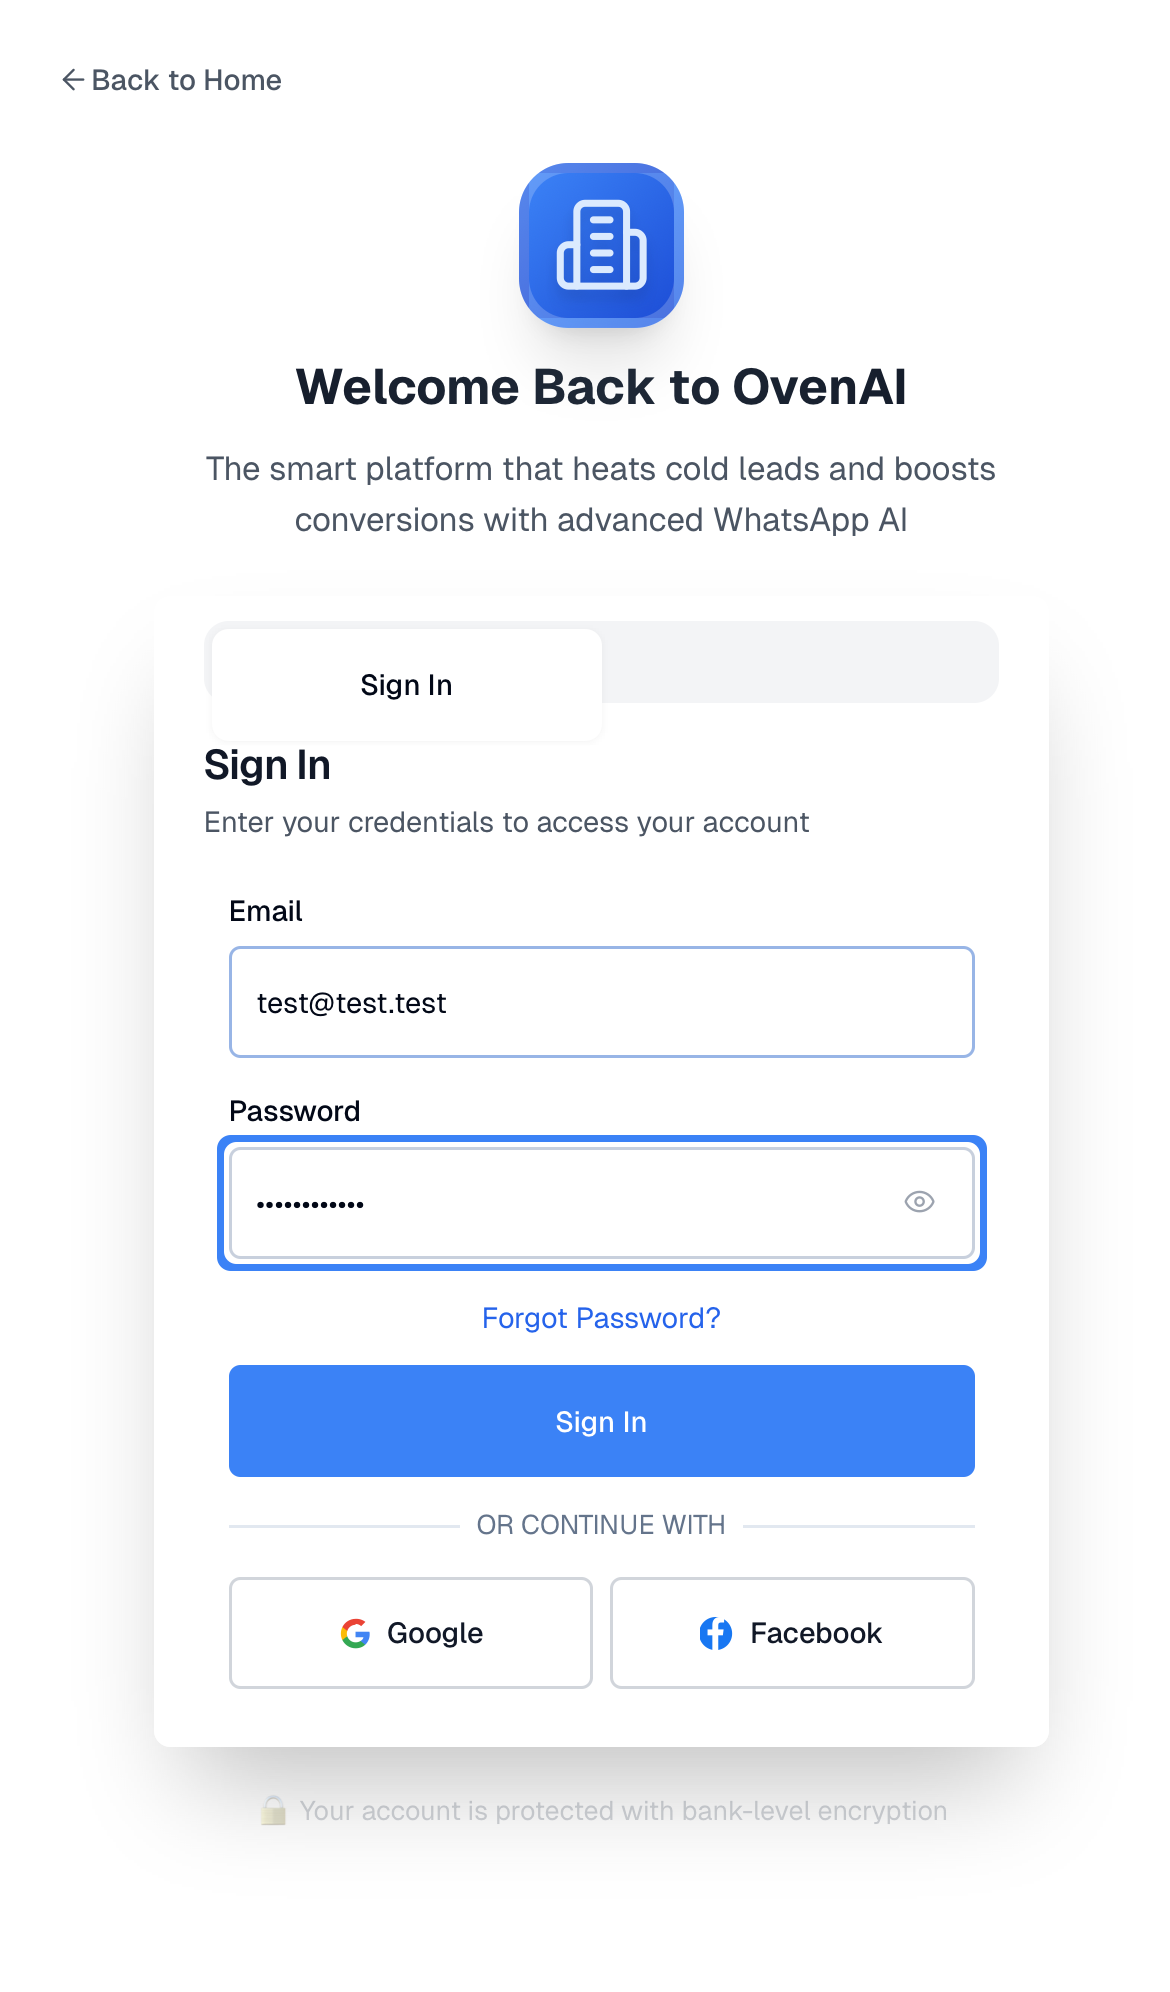 Back to Home
Welcome Back to OvenAI
The smart platform that heats cold leads and boosts
conversions with advanced WhatsApp AI
Sign In
Sign In
Enter your credentials to access your account
Email
test@test.test
Password
••••••••••••
Forgot Password?
Sign In
OR CONTINUE WITH
Google
Facebook
Your account is protected with bank-level encryption